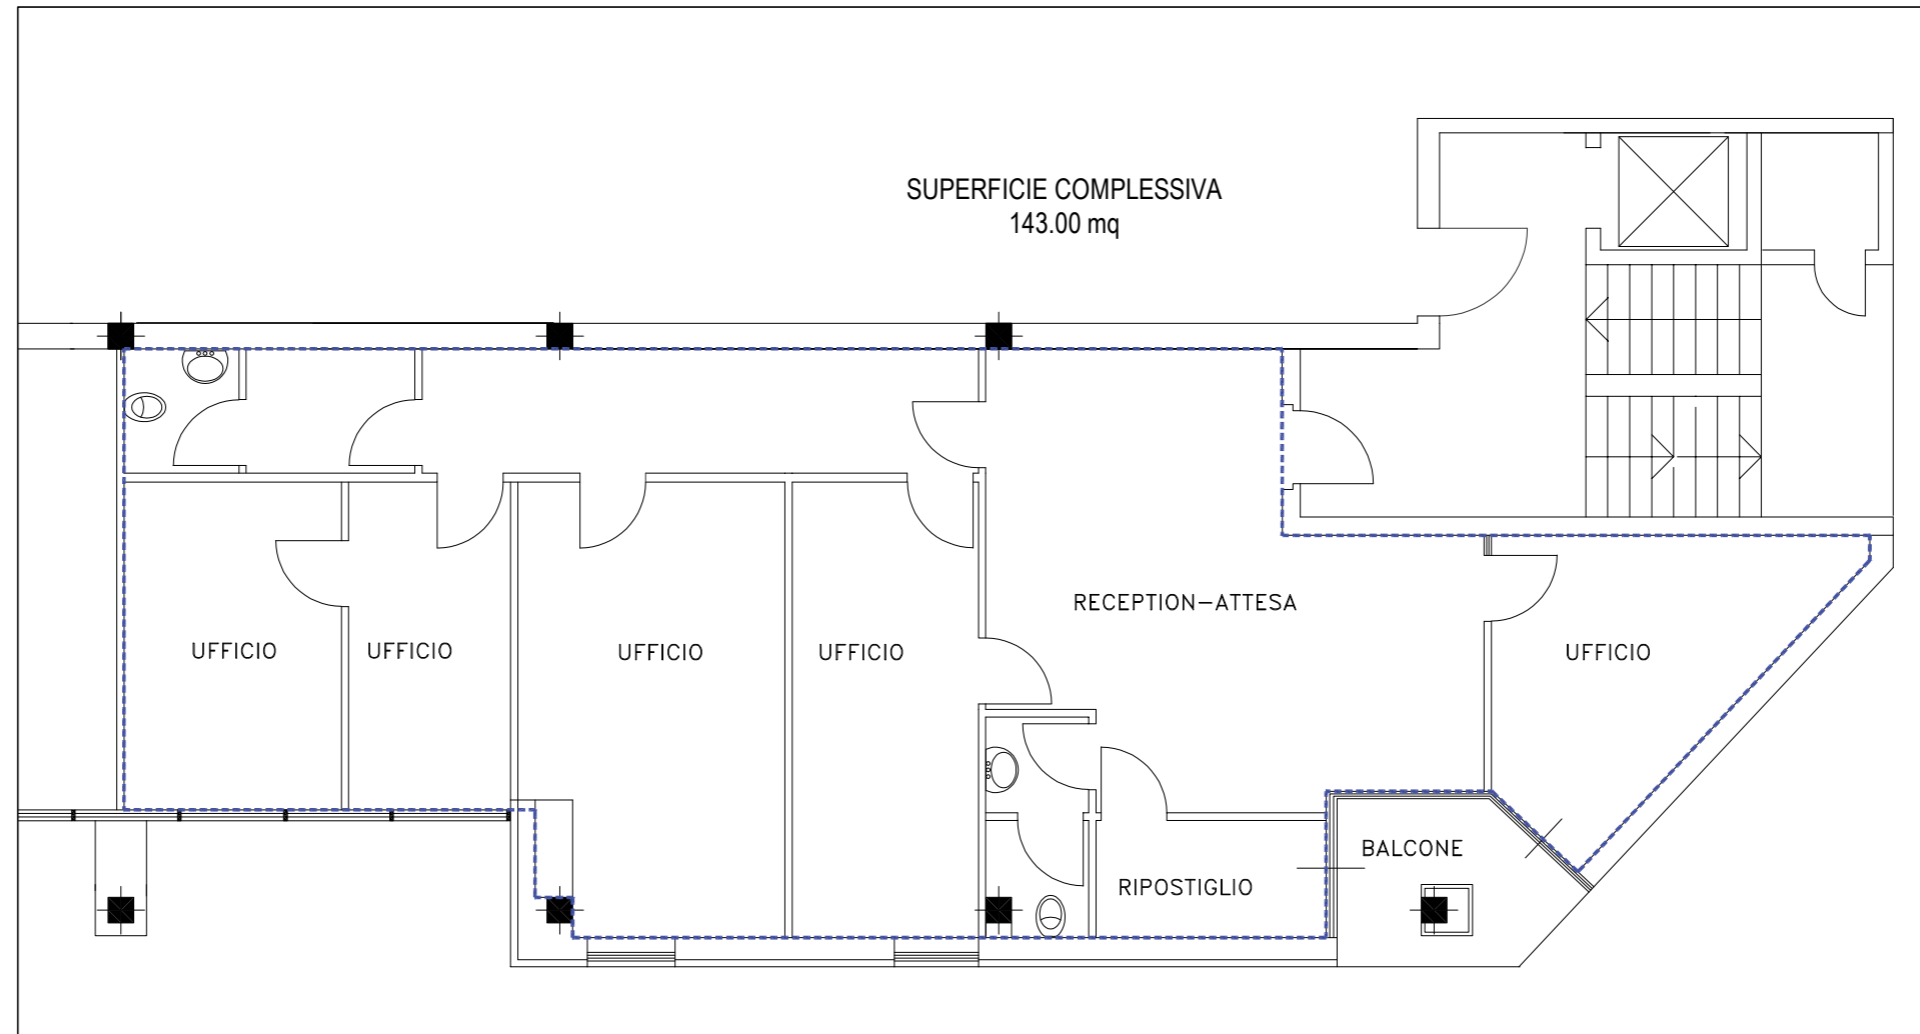 SUPERFICIE COMPLESSIVA
143.00 mq
RECEPTION-ATTESA
UFFICIO
UFFICIO
UFFICIO
UFFICIO
UFFICIO
BALCONE
RIPOSTIGLIO